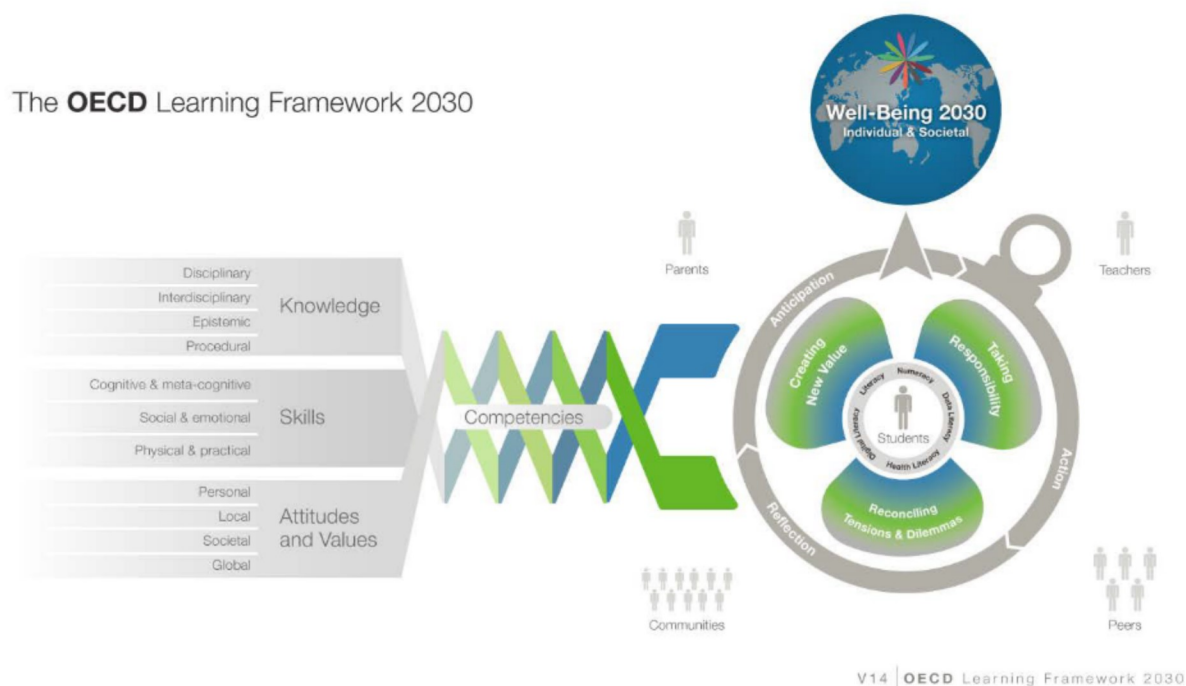 The OECD Learning Framework 2030
Well-Being 2030
Individual & Societal
Parents
Teachers
Disciplinary
Interdisciplinary
Epistemic
Procedural
Knowledge
Cognitive & meta-cognitive
Social & emotional
Physical & practical
Skills
Personal
Local
Societal
Global
Attitudes
and Values
Competencies
Anticipation
Action
Reflection
Creating
New Value
Taking
Responsibility
Reconciling
Tensions & Dilemmas
Literacy
Numeracy
Data Literacy
Health Literacy
Digital Literacy
Students
Communities
Peers
V14 | OECD Learning Framework 2030